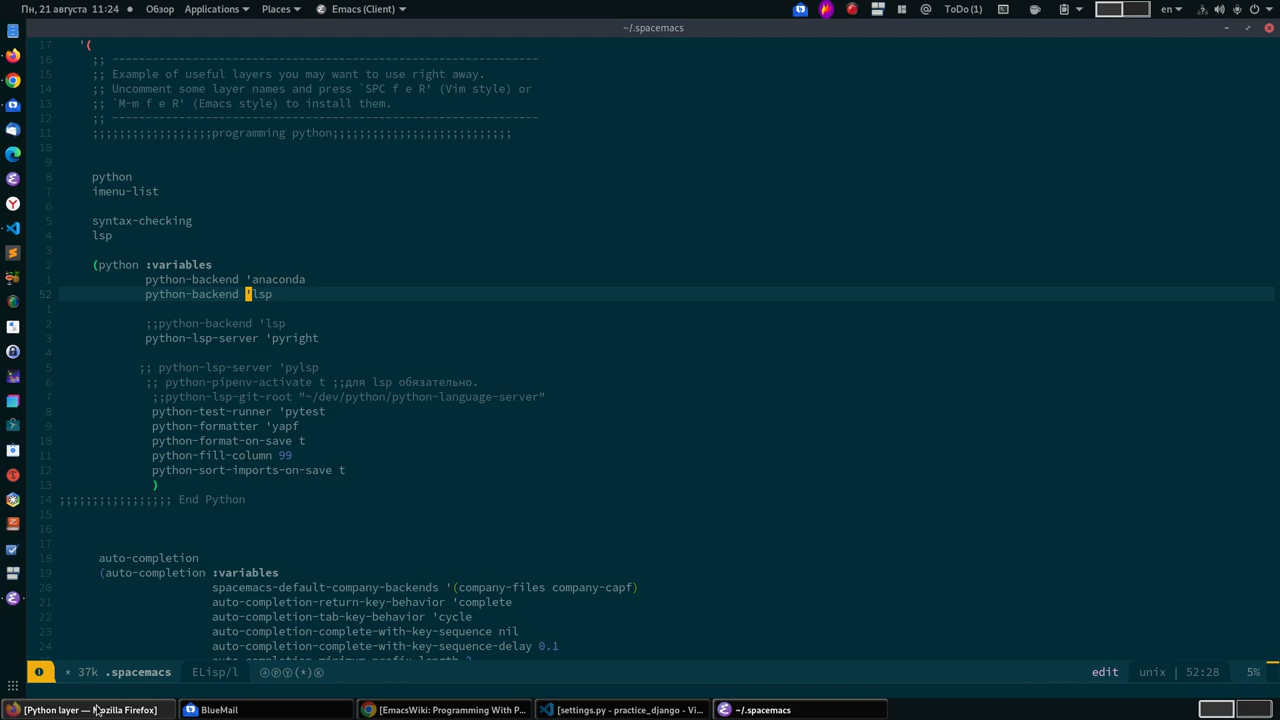 Пн, 21 августа 11:24 Обзор Applications Places Emacs (Client) ToDo (1) en
~/.spacemacs
17 '(
16 ;; ----------------------------------------------------------------
15 ;; Example of useful layers you may want to use right away.
14 ;; Uncomment some layer names and press `SPC f e R' (Vim style) or
13 ;; `M-m f e R' (Emacs style) to install them.
12 ;; ----------------------------------------------------------------
11 ;;;;;;;;;;;;;;;;;;programming python;;;;;;;;;;;;;;;;;;;;;;;;;;;
10
9
8 python
7 imenu-list
6
5 syntax-checking
4 lsp
3
2 (python :variables
1 python-backend 'anaconda
52 python-backend 'lsp
1
2 ;;python-backend 'lsp
3 python-lsp-server 'pyright
4
5 ;; python-lsp-server 'pylsp
6 ;; python-pipenv-activate t ;;для lsp обязательно.
7 ;;python-lsp-git-root "~/dev/python/python-language-server"
8 python-test-runner 'pytest
9 python-formatter 'yapf
10 python-format-on-save t
11 python-fill-column 99
12 python-sort-imports-on-save t
13 )
14 ;;;;;;;;;;;;;;;;; End Python
15
16
17
18 auto-completion
19 (auto-completion :variables
20 spacemacs-default-company-backends '(company-files company-capf)
21 auto-completion-return-key-behavior 'complete
22 auto-completion-tab-key-behavior 'cycle
23 auto-completion-complete-with-key-sequence nil
24 auto-completion-complete-with-key-sequence-delay 0.1
* 37k .spacemacs ELisp/l ⓐⓟⓨ(*)Ⓚ edit unix | 52:28 5%
[Python layer — Mozilla Firefox] BlueMail [EmacsWiki: Programming With P... [settings.py - practice_django - Vi... ~/.spacemacs